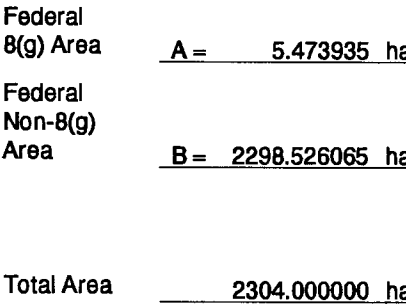 Federal
8(g) Area A = 5.473935 ha
Federal
Non-8(g)
Area B = 2298.526065 ha
Total Area 2304.000000 ha